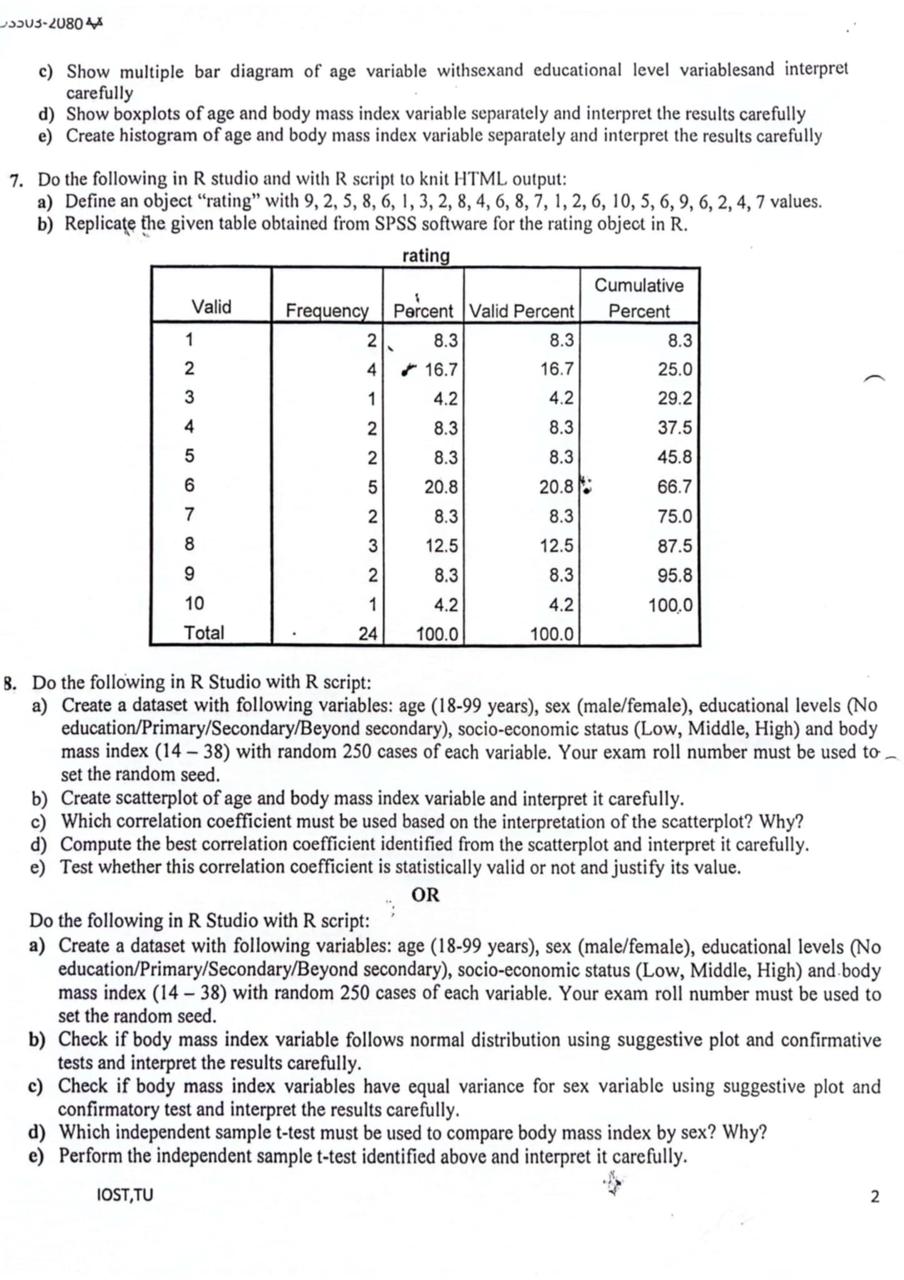 c) Show multiple bar diagram of age variable withsexand educational level variablesand interpret
carefully
d) Show boxplots of age and body mass index variable separately and interpret the results carefully
e) Create histogram of age and body mass index variable separately and interpret the results carefully
7. Do the following in R studio and with R script to knit HTML output:
a) Define an object “rating” with 9, 2, 5, 8, 6, 1, 3, 2, 8, 4, 6, 8, 7, 1, 2, 6, 10, 5, 6, 9, 6, 2, 4, 7 values.
b) Replicate the given table obtained from SPSS software for the rating object in R.
rating
Valid Frequency Percent Valid Percent Cumulative Percent
1 2 8.3 8.3 8.3
2 4 16.7 16.7 25.0
3 1 4.2 4.2 29.2
4 2 8.3 8.3 37.5
5 2 8.3 8.3 45.8
6 5 20.8 20.8 66.7
7 2 8.3 8.3 75.0
8 3 12.5 12.5 87.5
9 2 8.3 8.3 95.8
10 1 4.2 4.2 100.0
Total 24 100.0 100.0
8. Do the following in R Studio with R script:
a) Create a dataset with following variables: age (18-99 years), sex (male/female), educational levels (No
education/Primary/Secondary/Beyond secondary), socio-economic status (Low, Middle, High) and body
mass index (14 – 38) with random 250 cases of each variable. Your exam roll number must be used to
set the random seed.
b) Create scatterplot of age and body mass index variable and interpret it carefully.
c) Which correlation coefficient must be used based on the interpretation of the scatterplot? Why?
d) Compute the best correlation coefficient identified from the scatterplot and interpret it carefully.
e) Test whether this correlation coefficient is statistically valid or not and justify its value.
OR
Do the following in R Studio with R script:
a) Create a dataset with following variables: age (18-99 years), sex (male/female), educational levels (No
education/Primary/Secondary/Beyond secondary), socio-economic status (Low, Middle, High) and body
mass index (14 – 38) with random 250 cases of each variable. Your exam roll number must be used to
set the random seed.
b) Check if body mass index variable follows normal distribution using suggestive plot and confirmative
tests and interpret the results carefully.
c) Check if body mass index variables have equal variance for sex variable using suggestive plot and
confirmatory test and interpret the results carefully.
d) Which independent sample t-test must be used to compare body mass index by sex? Why?
e) Perform the independent sample t-test identified above and interpret it carefully.
IOST,TU 2